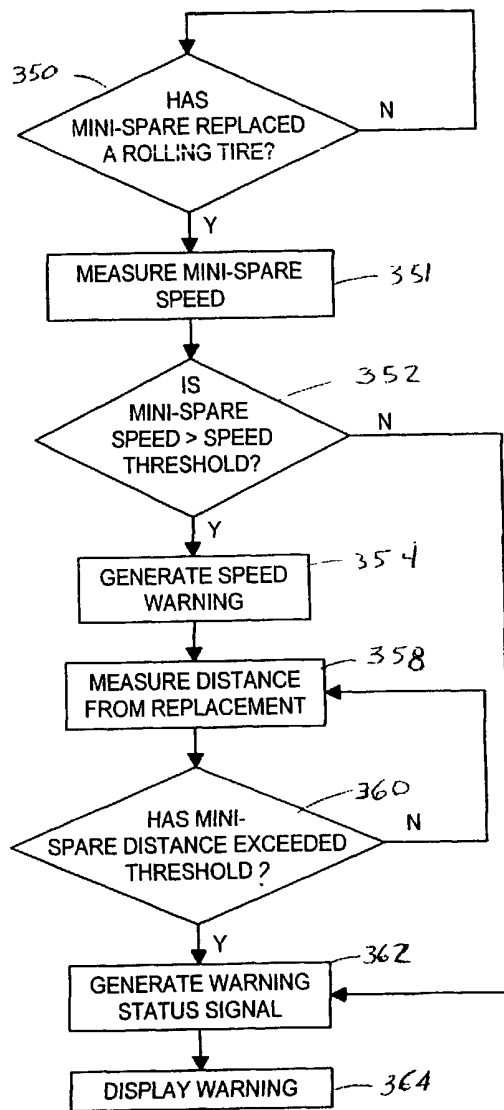 350
HAS
MINI-SPARE REPLACED
A ROLLING TIRE?
N
Y
MEASURE MINI-SPARE
SPEED
351
IS
MINI-SPARE
SPEED > SPEED
THRESHOLD?
352
N
Y
GENERATE SPEED
WARNING
354
MEASURE DISTANCE
FROM REPLACEMENT
358
HAS MINI-
SPARE DISTANCE EXCEEDED
THRESHOLD?
360
N
Y
GENERATE WARNING
STATUS SIGNAL
362
DISPLAY WARNING
364